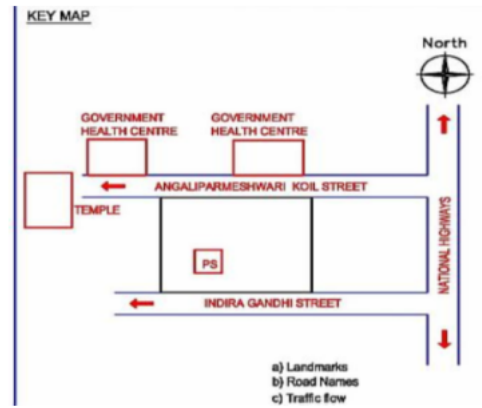 KEY MAP
North
GOVERNMENT
HEALTH CENTRE
GOVERNMENT
HEALTH CENTRE
ANGALIPARMESHWARI KOIL STREET
TEMPLE
NATIONAL HIGHWAYS
PS
INDIRA GANDHI STREET
a) Landmarks
b) Road Names
c) Traffic flow